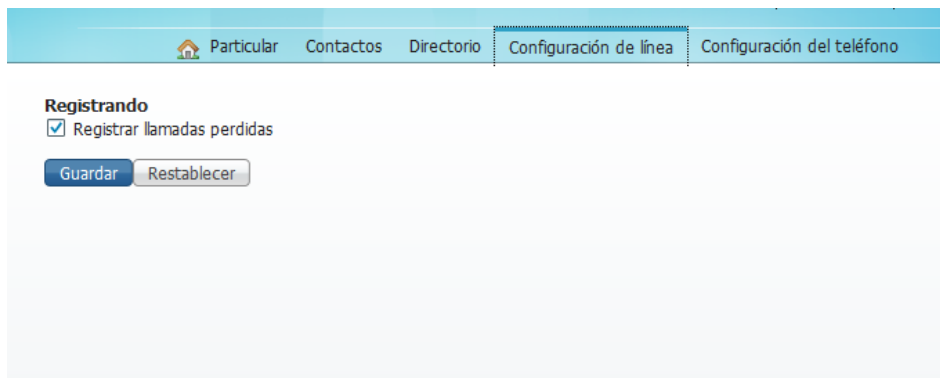 Particular Contactos Directorio Configuración de línea Configuración del teléfono
Registrando
Registrar llamadas perdidas
Guardar Restablecer